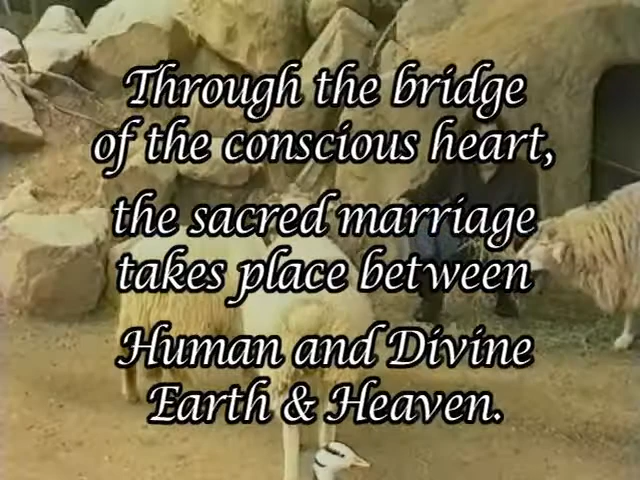 Through the bridge
of the conscious heart,
the sacred marriage
takes place between
Human and Divine
Earth & Heaven.